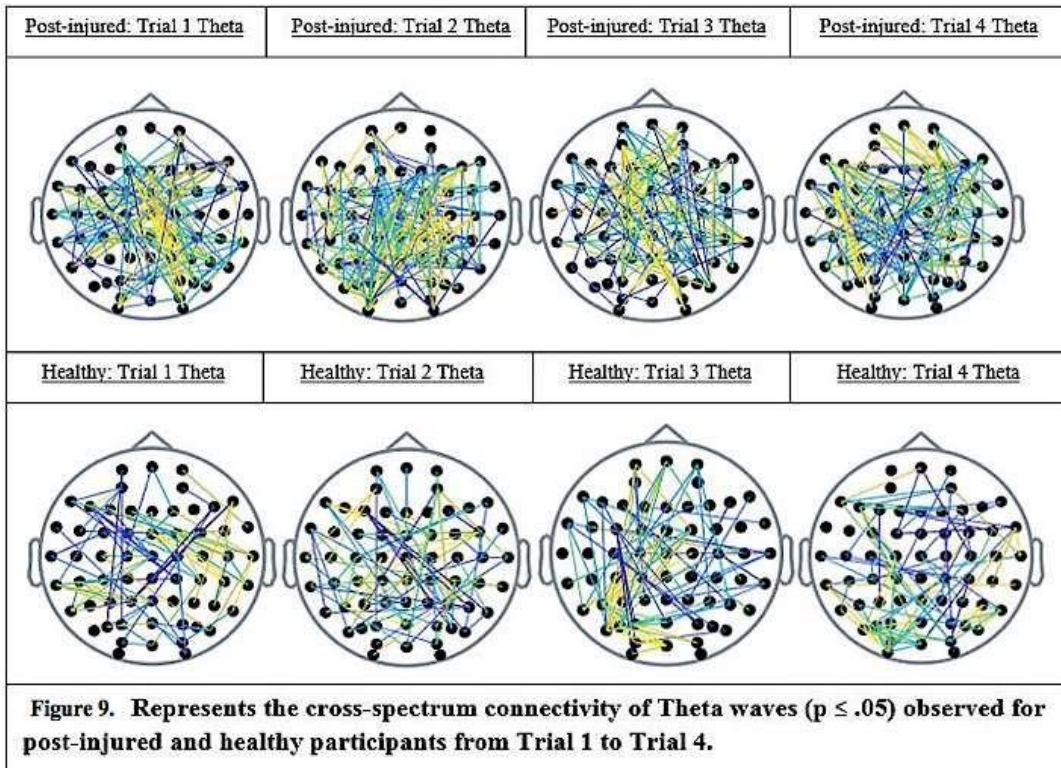 Post-injured: Trial 1 Theta
Post-injured: Trial 2 Theta
Post-injured: Trial 3 Theta
Post-injured: Trial 4 Theta
Healthy: Trial 1 Theta
Healthy: Trial 2 Theta
Healthy: Trial 3 Theta
Healthy: Trial 4 Theta
Figure 9. Represents the cross-spectrum connectivity of Theta waves (p ≤ .05) observed for
post-injured and healthy participants from Trial 1 to Trial 4.